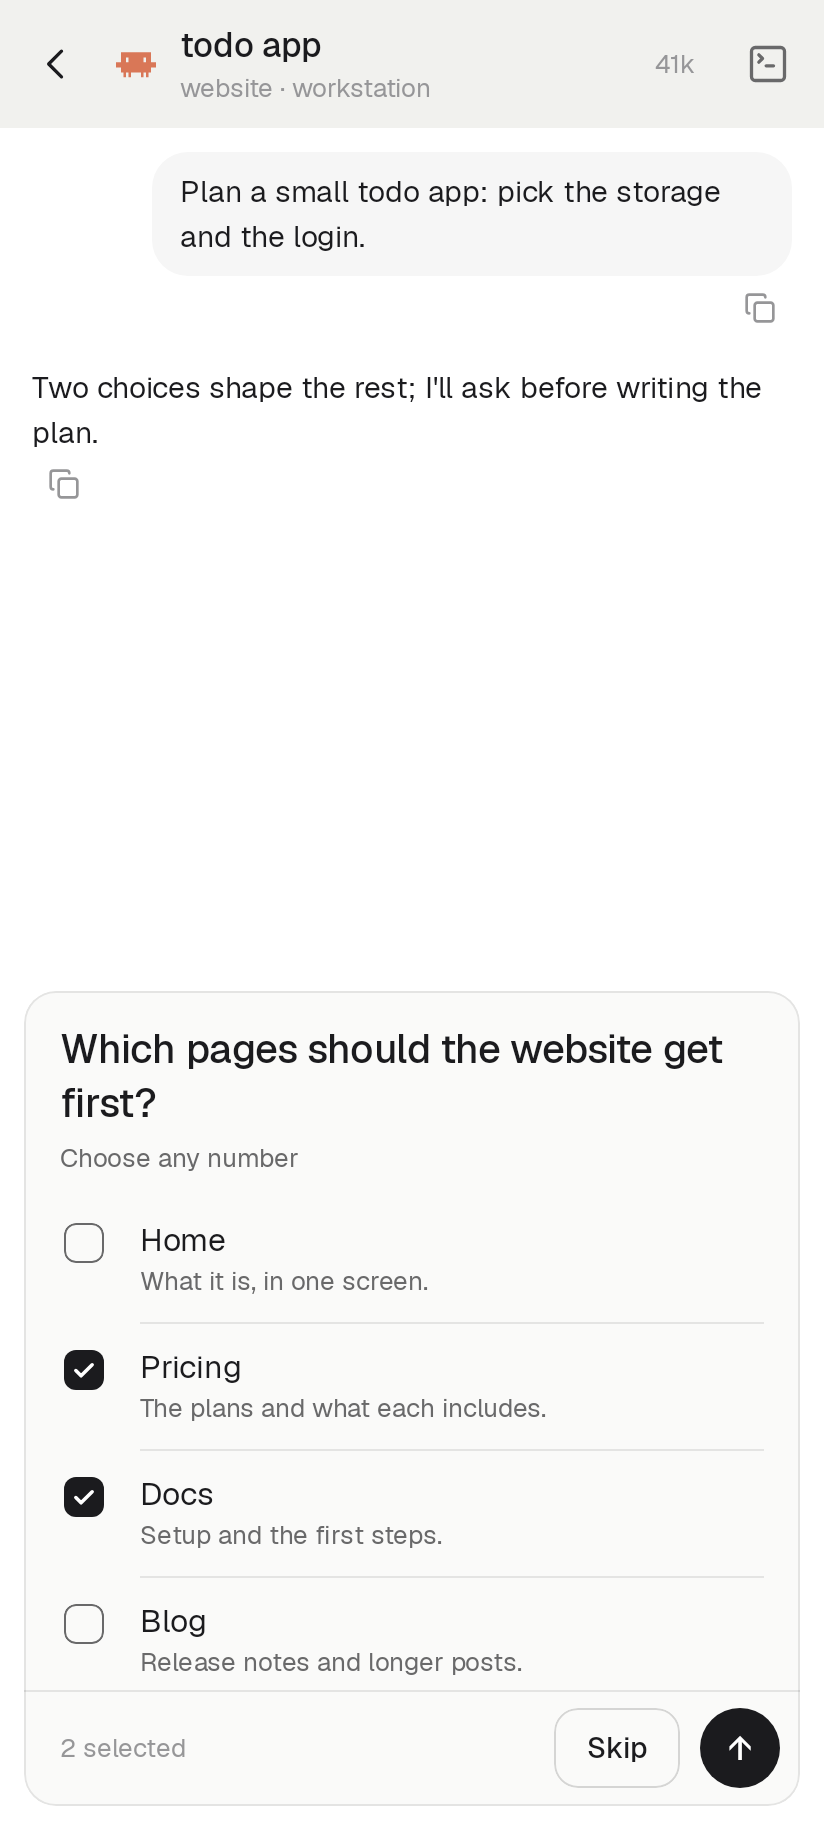 todo app
website · workstation
41k
Plan a small todo app: pick the storage
and the login.
Two choices shape the rest; I'll ask before writing the
plan.
Which pages should the website get
first?
Choose any number
Home
What it is, in one screen.
Pricing
The plans and what each includes.
Docs
Setup and the first steps.
Blog
Release notes and longer posts.
2 selected
Skip